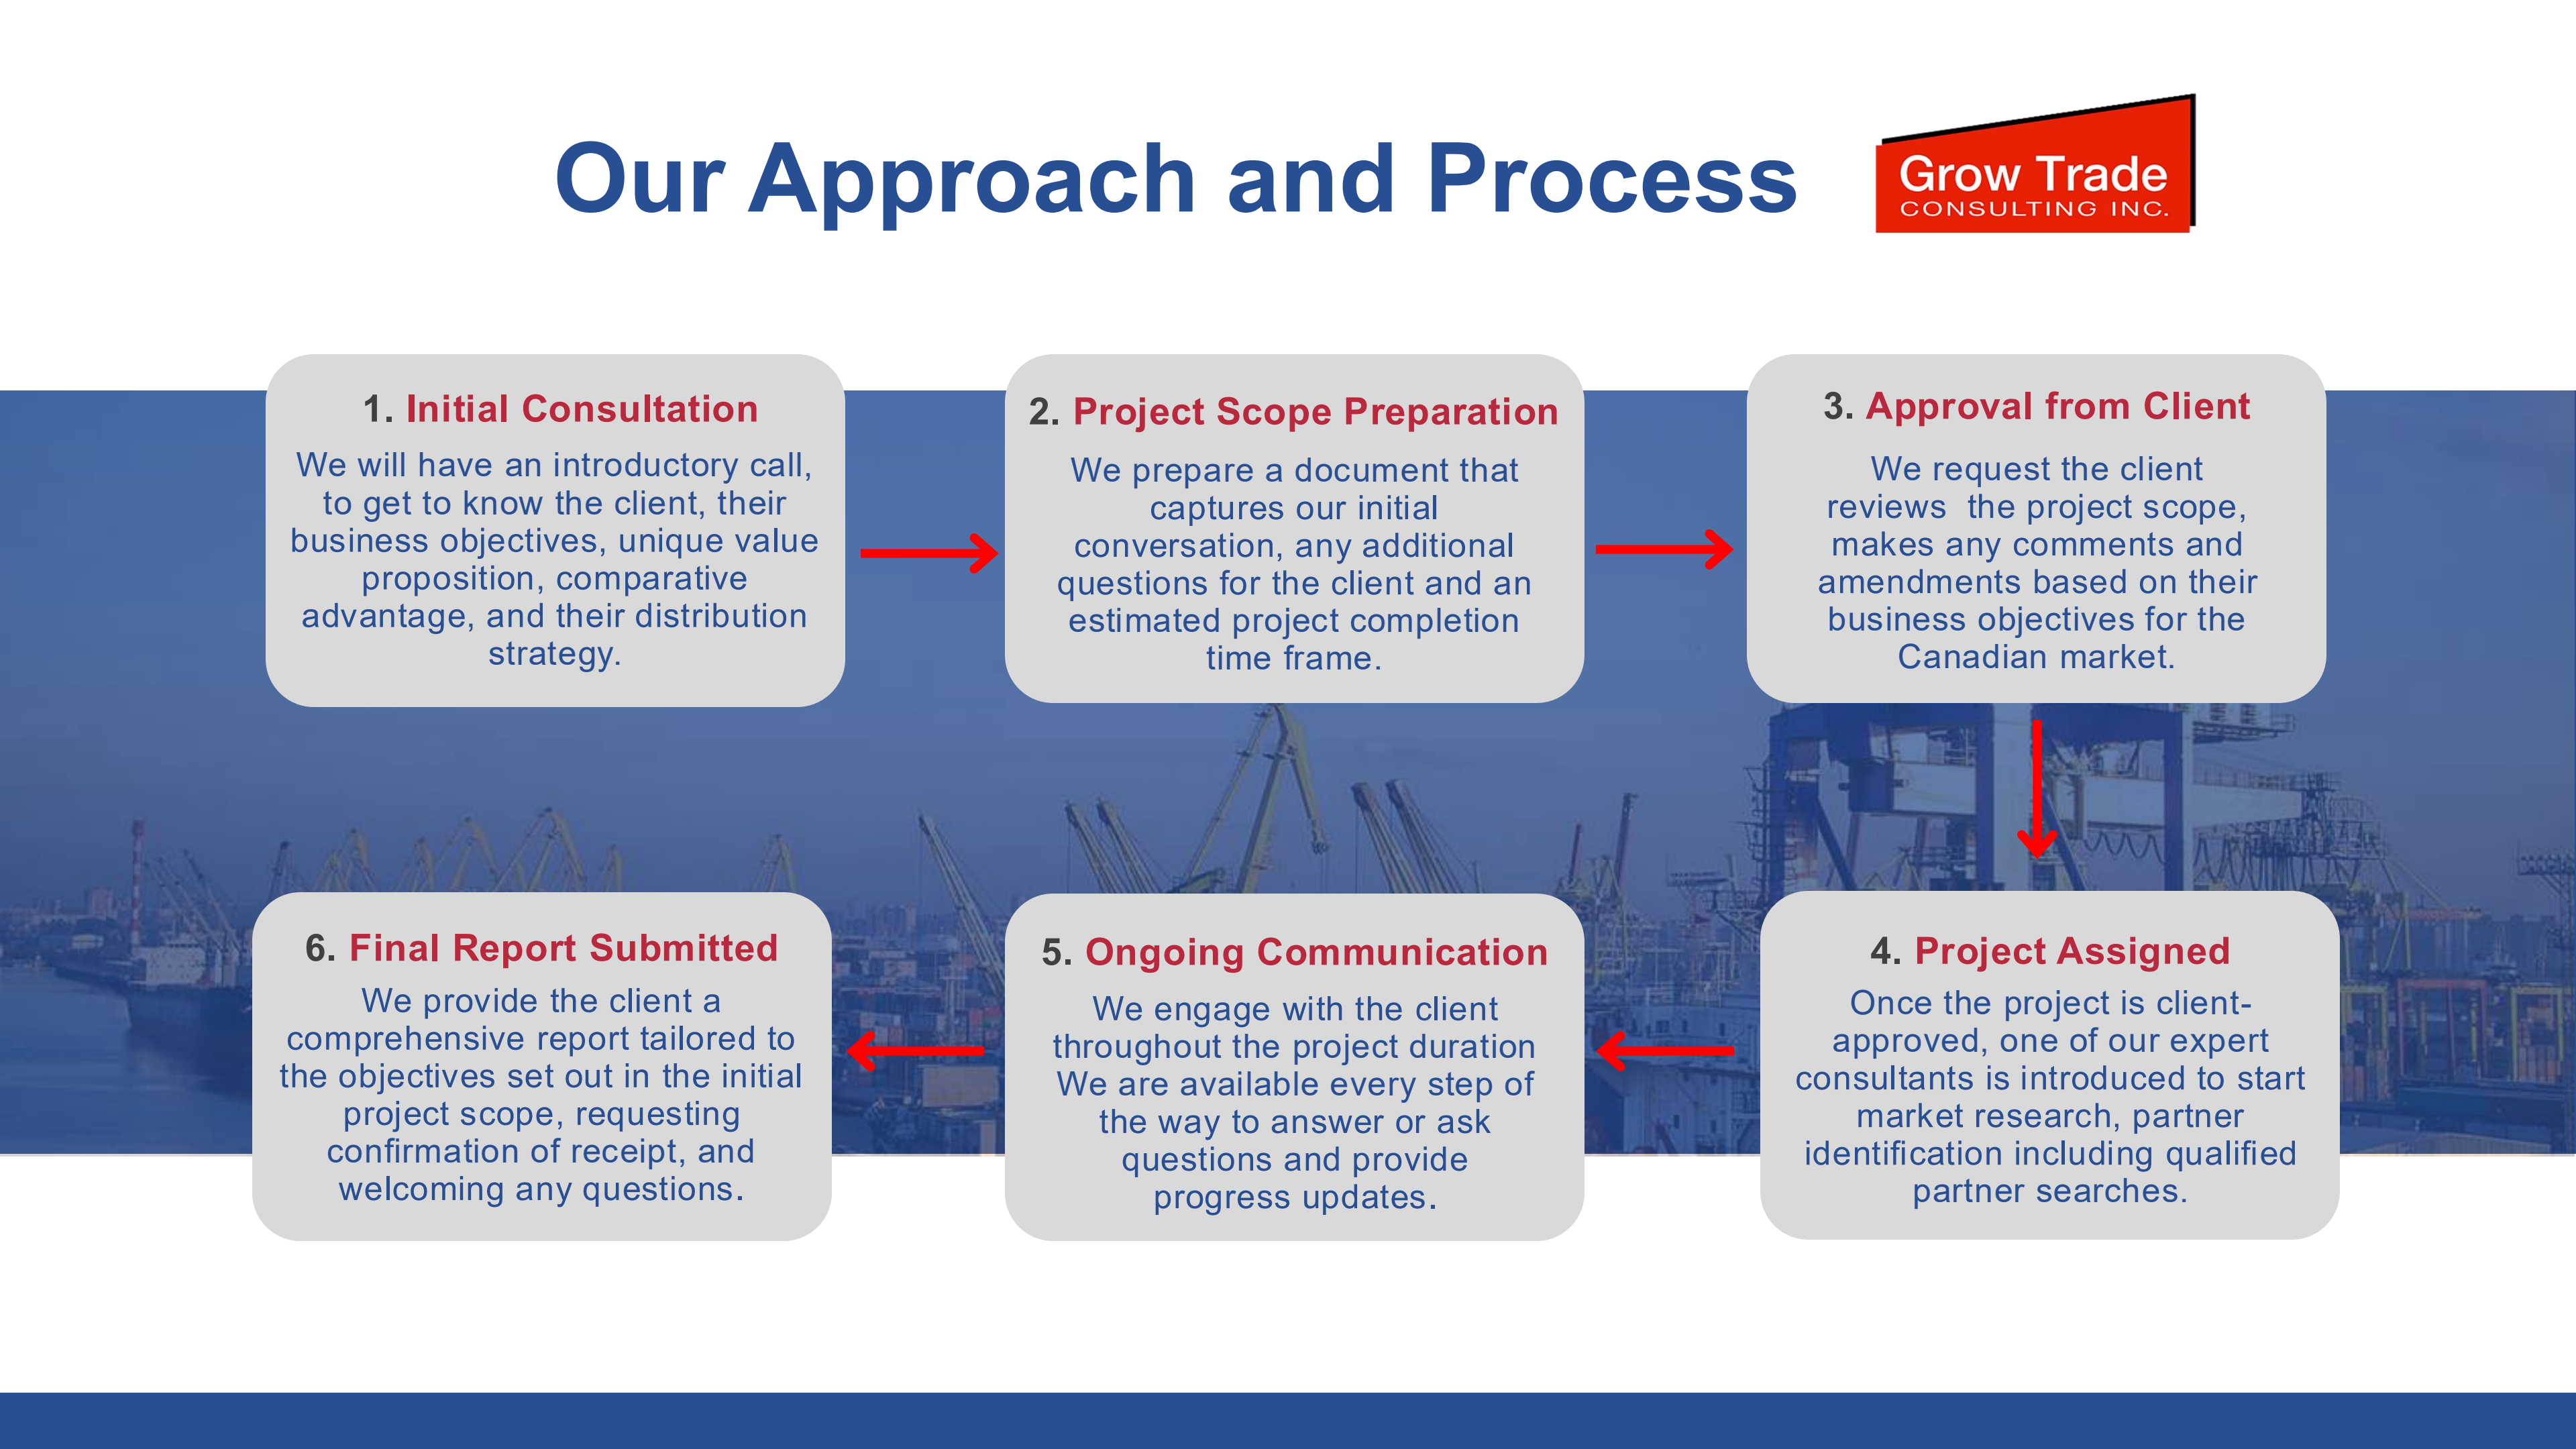 Our Approach and Process
Grow Trade
CONSULTING INC.
1. Initial Consultation
We will have an introductory call,
to get to know the client, their
business objectives, unique value
proposition, comparative
advantage, and their distribution
strategy.
2. Project Scope Preparation
We prepare a document that
captures our initial
conversation, any additional
questions for the client and an
estimated project completion
time frame.
3. Approval from Client
We request the client
reviews  the project scope,
makes any comments and
amendments based on their
business objectives for the
Canadian market.
4. Project Assigned
Once the project is client-
approved, one of our expert
consultants is introduced to start
market research, partner
identification including qualified
partner searches.
5. Ongoing Communication
We engage with the client
throughout the project duration
We are available every step of
the way to answer or ask
questions and provide
progress updates.
6. Final Report Submitted
We provide the client a
comprehensive report tailored to
the objectives set out in the initial
project scope, requesting
confirmation of receipt, and
welcoming any questions.